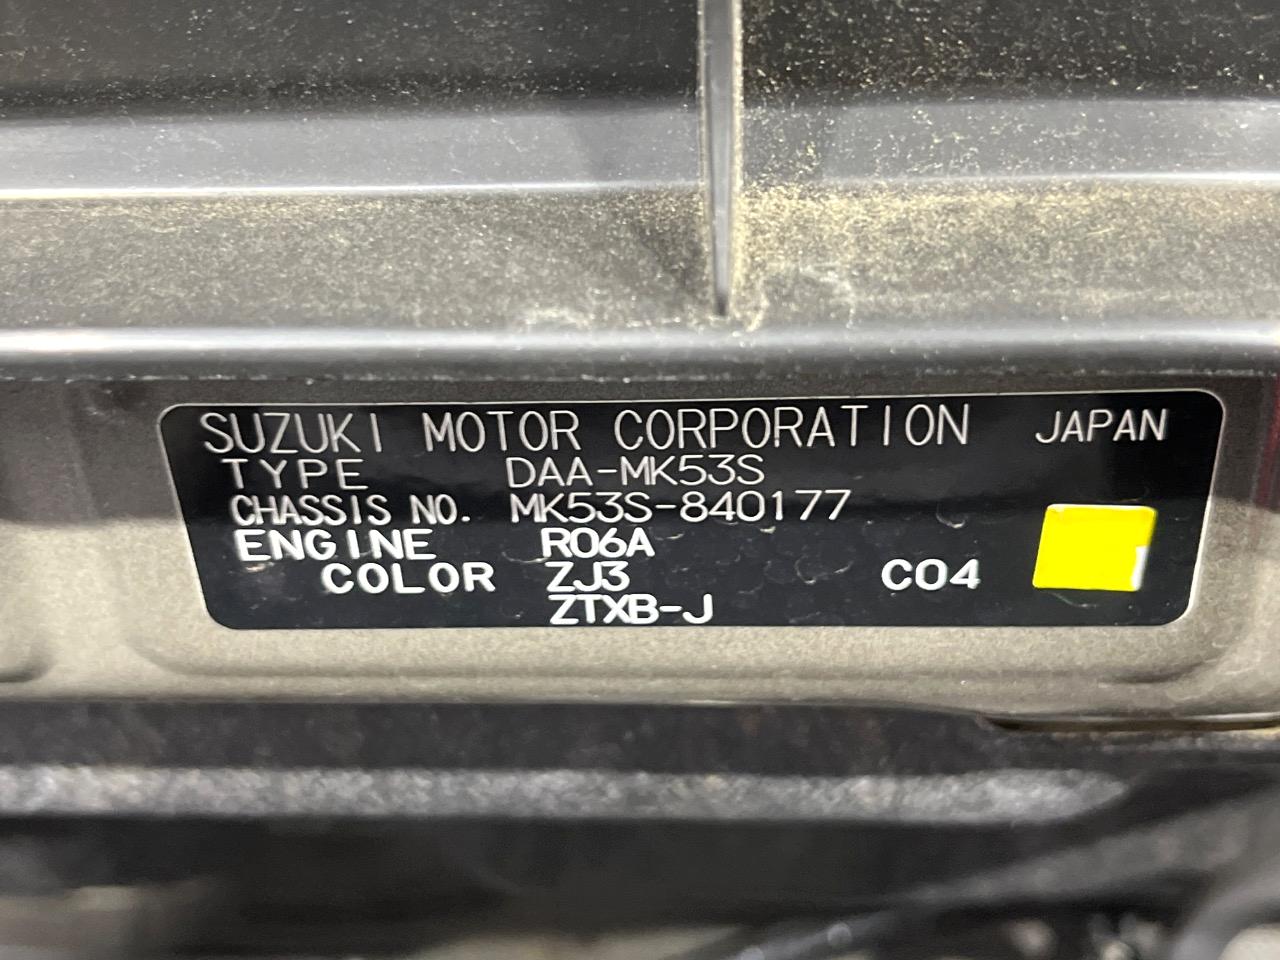 SUZUKI MOTOR CORPORATION JAPAN
TYPE DAA-MK53S
CHASSIS NO. MK53S-840177
ENGINE R06A
COLOR ZJ3 C04
ZTXB-J